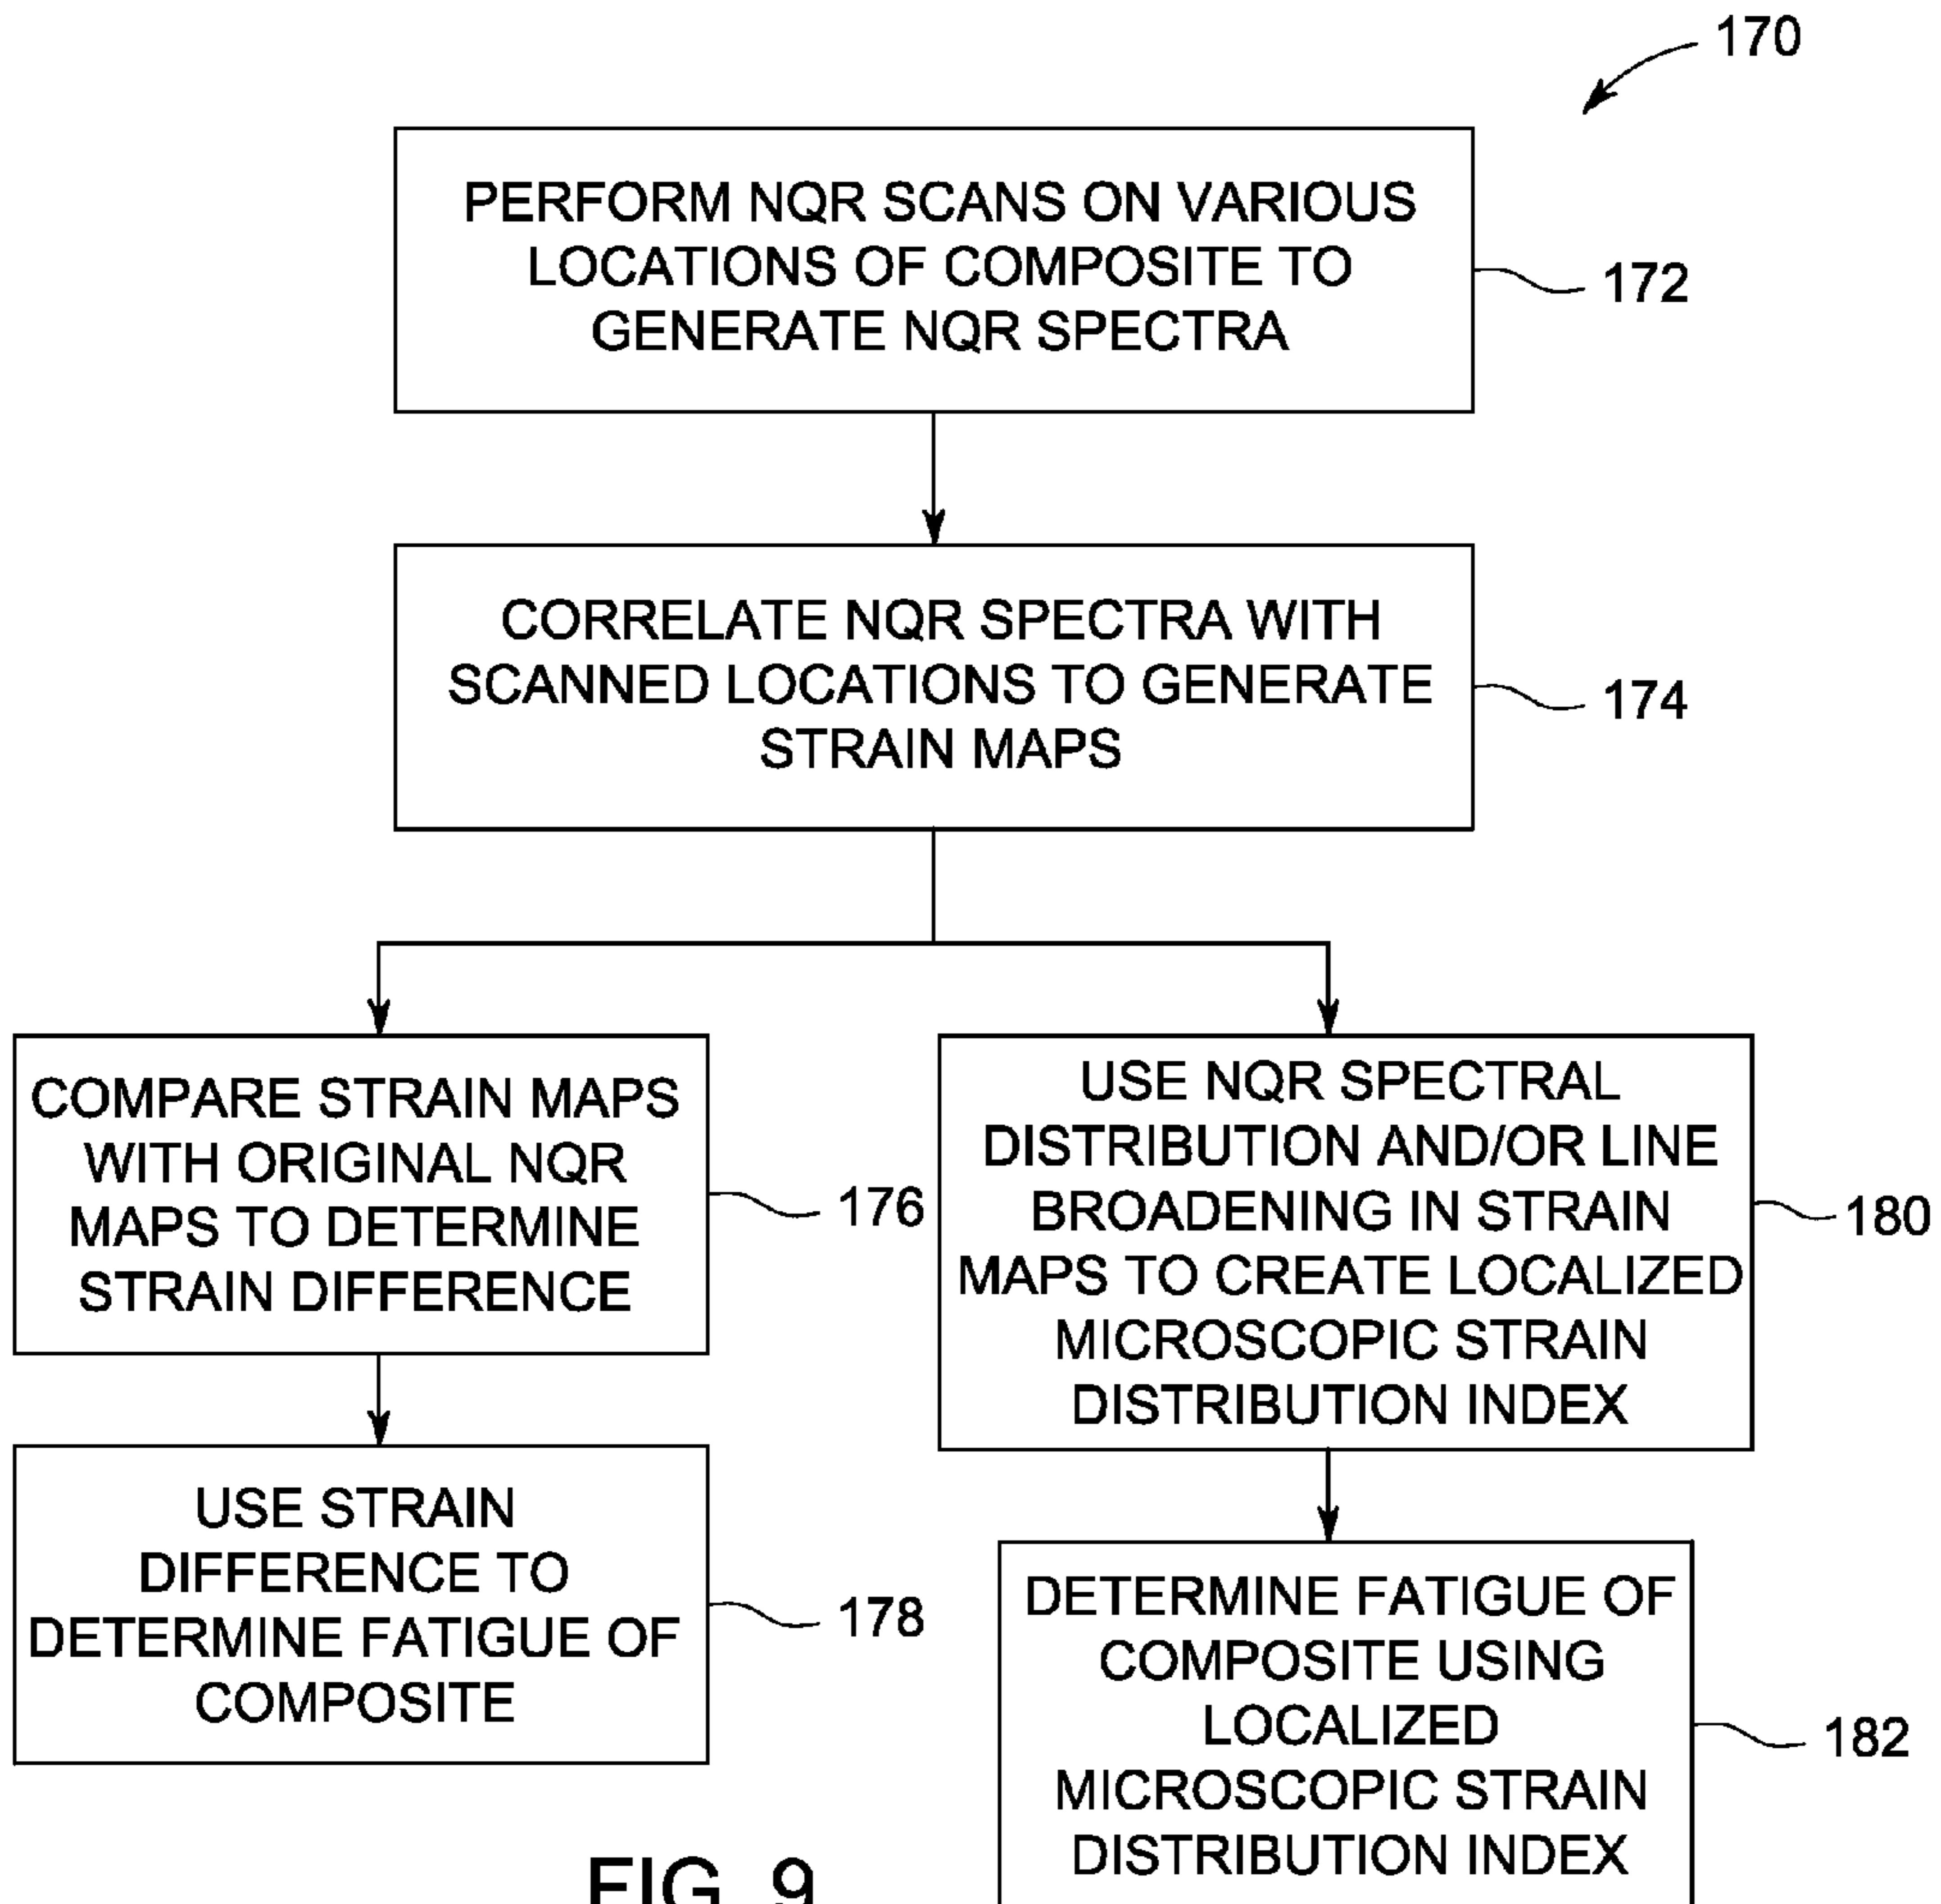 170
PERFORM NQR SCANS ON VARIOUS
LOCATIONS OF COMPOSITE TO
GENERATE NQR SPECTRA
172
CORRELATE NQR SPECTRA WITH
SCANNED LOCATIONS TO GENERATE
STRAIN MAPS
174
COMPARE STRAIN MAPS
WITH ORIGINAL NQR
MAPS TO DETERMINE
STRAIN DIFFERENCE
176
USE STRAIN
DIFFERENCE TO
DETERMINE FATIGUE OF
COMPOSITE
178
USE NQR SPECTRAL
DISTRIBUTION AND/OR LINE
BROADENING IN STRAIN
MAPS TO CREATE LOCALIZED
MICROSCOPIC STRAIN
DISTRIBUTION INDEX
180
DETERMINE FATIGUE OF
COMPOSITE USING
LOCALIZED
MICROSCOPIC STRAIN
DISTRIBUTION INDEX
182
FIG. 9